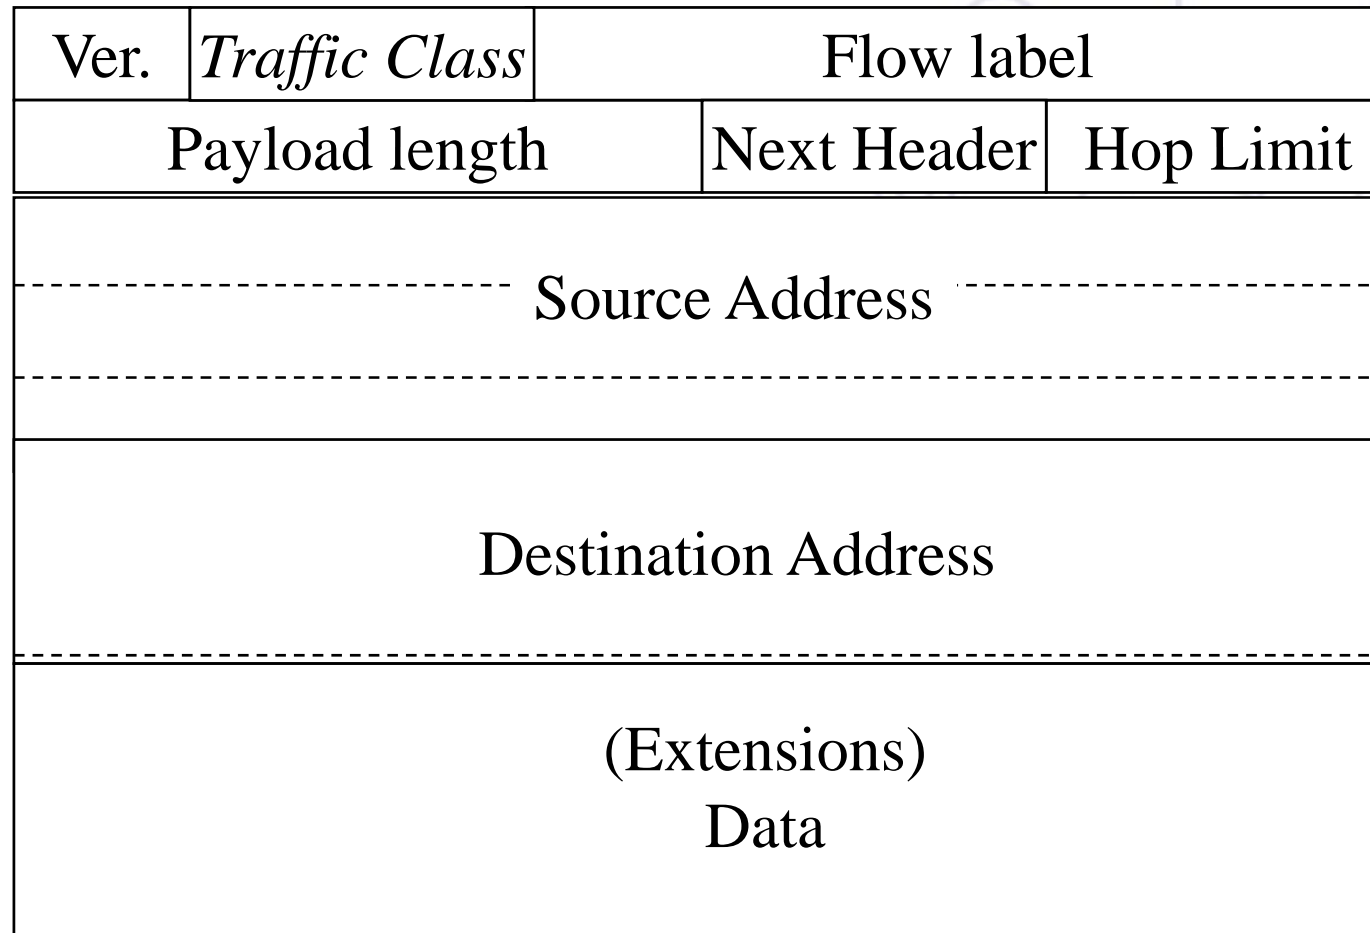 Ver. Traffic Class Flow label
Payload length Next Header Hop Limit
Source Address
Destination Address
(Extensions)
Data